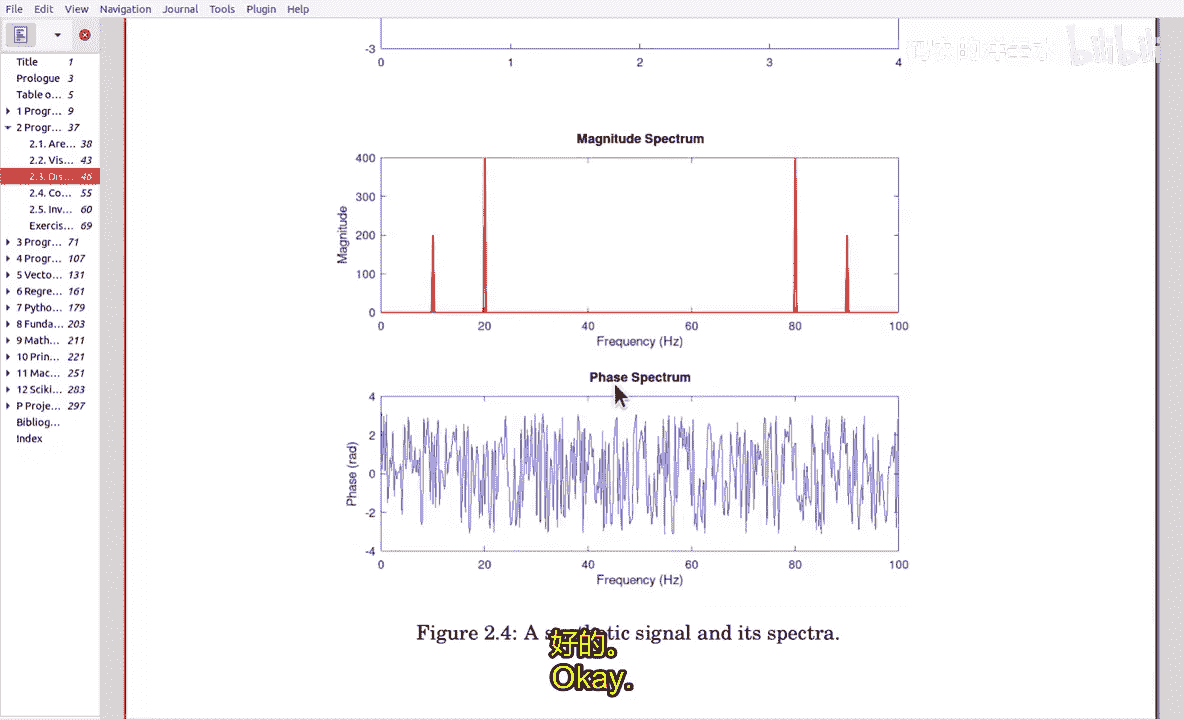 File Edit View Navigation Journal Tools Plugin Help
Title 1
Prologue 3
Table o... 5
1 Progr... 9
2 Progr... 37
2.1. Are... 38
2.2. Vis... 43
2.3. Dis... 46
2.4. Co... 55
2.5. Inv... 60
Exercis... 69
3 Progr... 71
4 Progr... 107
5 Vecto... 131
6 Regre... 161
7 Pytho... 179
8 Funda... 203
9 Math... 211
10 Prin... 221
11 Mac... 251
12 Sciki... 283
P Proje... 297
Bibliog...
Index
-3
0 1 2 3 4
bilibili
Magnitude Spectrum
400
300
200
100
0
Magnitude
0 20 40 60 80 100
Frequency (Hz)
Phase Spectrum
4
2
0
-2
-4
Phase (rad)
0 20 40 60 80 100
Frequency (Hz)
Figure 2.4: A synthetic signal and its spectra.
好的。
Okay.